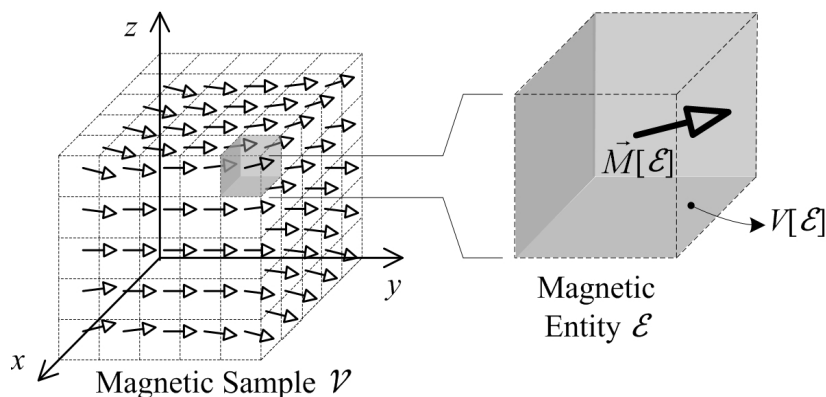 z
y
x
Magnetic Sample 𝒱
M⃗[ℰ]
V[ℰ]
Magnetic
Entity ℰ